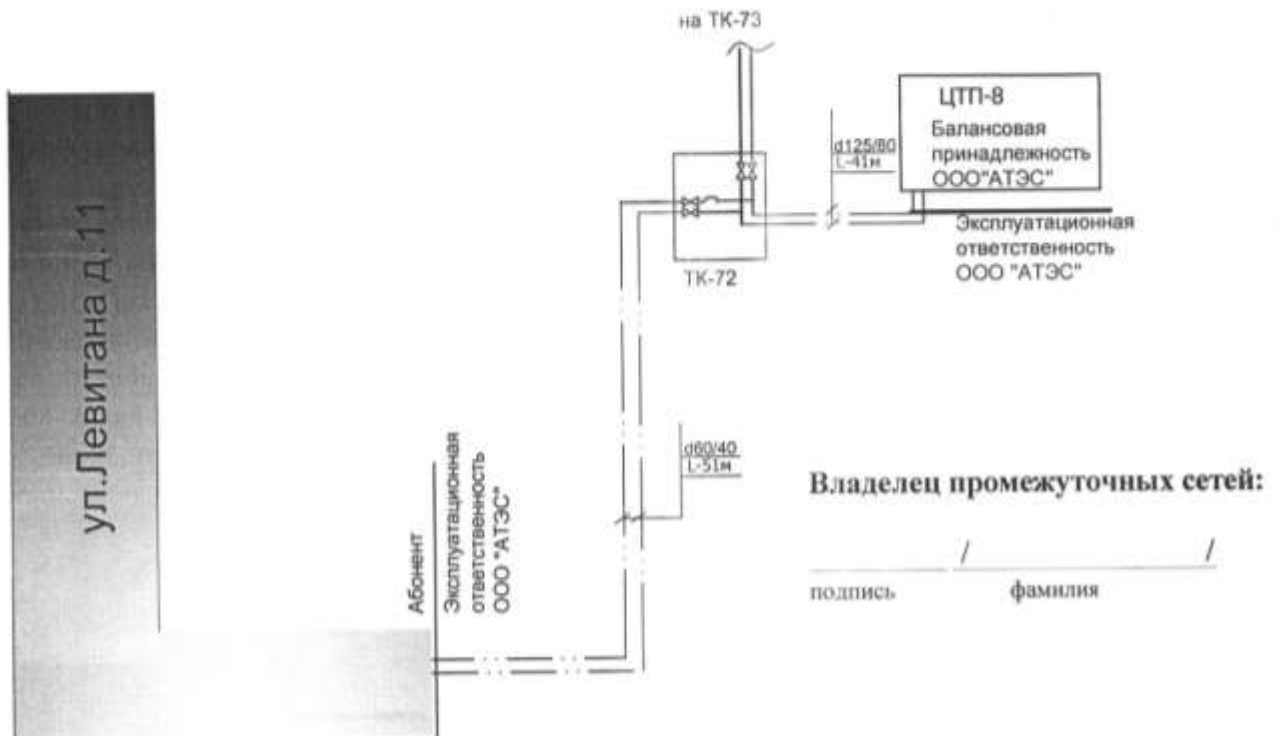 на ТК-73
ЦТП-8
Балансовая
принадлежность
ООО"АТЭС"
d125/80
L-41м
Эксплуатационная
ответственность
ООО "АТЭС"
ТК-72
ул.Левитана д.11
d60/40
L-51м
Абонент
Эксплуатационная
ответственность
ООО "АТЭС"
Владелец промежуточных сетей:
/ /
подпись фамилия